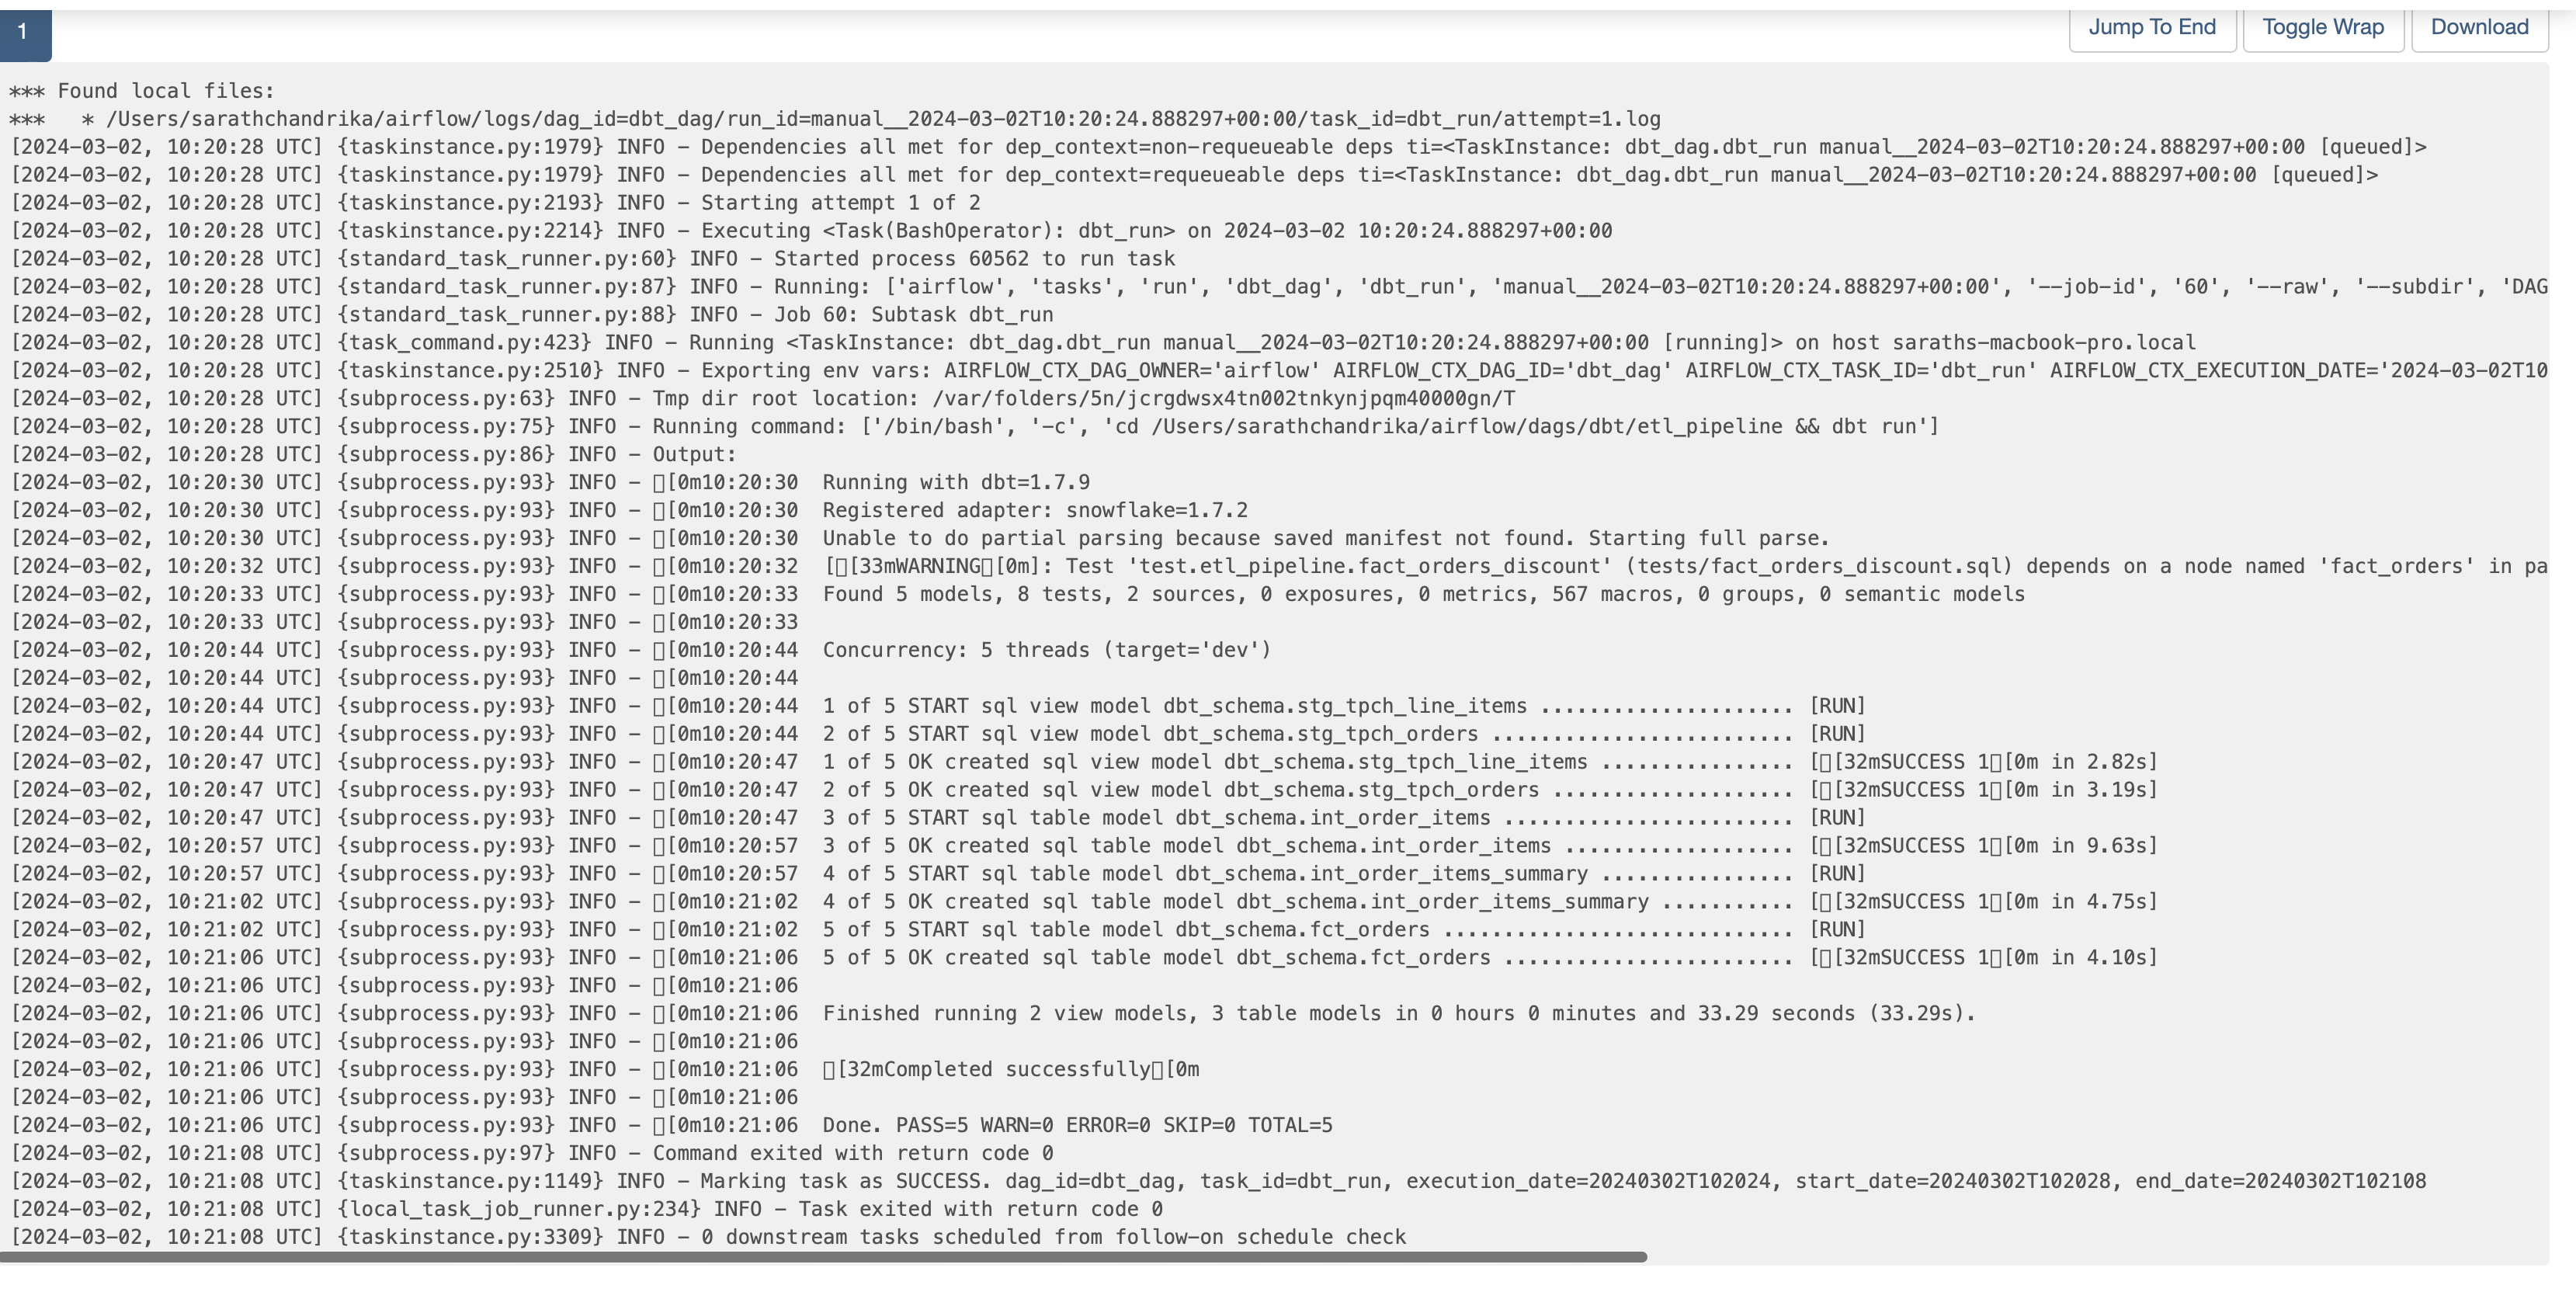 1
Jump To End Toggle Wrap Download
*** Found local files:
***   * /Users/sarathchandrika/airflow/logs/dag_id=dbt_dag/run_id=manual__2024-03-02T10:20:24.888297+00:00/task_id=dbt_run/attempt=1.log
[2024-03-02, 10:20:28 UTC] {taskinstance.py:1979} INFO - Dependencies all met for dep_context=non-requeueable deps ti=<TaskInstance: dbt_dag.dbt_run manual__2024-03-02T10:20:24.888297+00:00 [queued]>
[2024-03-02, 10:20:28 UTC] {taskinstance.py:1979} INFO - Dependencies all met for dep_context=requeueable deps ti=<TaskInstance: dbt_dag.dbt_run manual__2024-03-02T10:20:24.888297+00:00 [queued]>
[2024-03-02, 10:20:28 UTC] {taskinstance.py:2193} INFO - Starting attempt 1 of 2
[2024-03-02, 10:20:28 UTC] {taskinstance.py:2214} INFO - Executing <Task(BashOperator): dbt_run> on 2024-03-02 10:20:24.888297+00:00
[2024-03-02, 10:20:28 UTC] {standard_task_runner.py:60} INFO - Started process 60562 to run task
[2024-03-02, 10:20:28 UTC] {standard_task_runner.py:87} INFO - Running: ['airflow', 'tasks', 'run', 'dbt_dag', 'dbt_run', 'manual__2024-03-02T10:20:24.888297+00:00', '--job-id', '60', '--raw', '--subdir', 'DAG
[2024-03-02, 10:20:28 UTC] {standard_task_runner.py:88} INFO - Job 60: Subtask dbt_run
[2024-03-02, 10:20:28 UTC] {task_command.py:423} INFO - Running <TaskInstance: dbt_dag.dbt_run manual__2024-03-02T10:20:24.888297+00:00 [running]> on host saraths-macbook-pro.local
[2024-03-02, 10:20:28 UTC] {taskinstance.py:2510} INFO - Exporting env vars: AIRFLOW_CTX_DAG_OWNER='airflow' AIRFLOW_CTX_DAG_ID='dbt_dag' AIRFLOW_CTX_TASK_ID='dbt_run' AIRFLOW_CTX_EXECUTION_DATE='2024-03-02T10
[2024-03-02, 10:20:28 UTC] {subprocess.py:63} INFO - Tmp dir root location: /var/folders/5n/jcrgdwsx4tn002tnkynjpqm40000gn/T
[2024-03-02, 10:20:28 UTC] {subprocess.py:75} INFO - Running command: ['/bin/bash', '-c', 'cd /Users/sarathchandrika/airflow/dags/dbt/etl_pipeline && dbt run']
[2024-03-02, 10:20:28 UTC] {subprocess.py:86} INFO - Output:
[2024-03-02, 10:20:30 UTC] {subprocess.py:93} INFO - ▯[0m10:20:30  Running with dbt=1.7.9
[2024-03-02, 10:20:30 UTC] {subprocess.py:93} INFO - ▯[0m10:20:30  Registered adapter: snowflake=1.7.2
[2024-03-02, 10:20:30 UTC] {subprocess.py:93} INFO - ▯[0m10:20:30  Unable to do partial parsing because saved manifest not found. Starting full parse.
[2024-03-02, 10:20:32 UTC] {subprocess.py:93} INFO - ▯[0m10:20:32  [▯[33mWARNING▯[0m]: Test 'test.etl_pipeline.fact_orders_discount' (tests/fact_orders_discount.sql) depends on a node named 'fact_orders' in pa
[2024-03-02, 10:20:33 UTC] {subprocess.py:93} INFO - ▯[0m10:20:33  Found 5 models, 8 tests, 2 sources, 0 exposures, 0 metrics, 567 macros, 0 groups, 0 semantic models
[2024-03-02, 10:20:33 UTC] {subprocess.py:93} INFO - ▯[0m10:20:33
[2024-03-02, 10:20:44 UTC] {subprocess.py:93} INFO - ▯[0m10:20:44  Concurrency: 5 threads (target='dev')
[2024-03-02, 10:20:44 UTC] {subprocess.py:93} INFO - ▯[0m10:20:44
[2024-03-02, 10:20:44 UTC] {subprocess.py:93} INFO - ▯[0m10:20:44  1 of 5 START sql view model dbt_schema.stg_tpch_line_items ..................... [RUN]
[2024-03-02, 10:20:44 UTC] {subprocess.py:93} INFO - ▯[0m10:20:44  2 of 5 START sql view model dbt_schema.stg_tpch_orders ......................... [RUN]
[2024-03-02, 10:20:47 UTC] {subprocess.py:93} INFO - ▯[0m10:20:47  1 of 5 OK created sql view model dbt_schema.stg_tpch_line_items ................ [▯[32mSUCCESS 1▯[0m in 2.82s]
[2024-03-02, 10:20:47 UTC] {subprocess.py:93} INFO - ▯[0m10:20:47  2 of 5 OK created sql view model dbt_schema.stg_tpch_orders .................... [▯[32mSUCCESS 1▯[0m in 3.19s]
[2024-03-02, 10:20:47 UTC] {subprocess.py:93} INFO - ▯[0m10:20:47  3 of 5 START sql table model dbt_schema.int_order_items ........................ [RUN]
[2024-03-02, 10:20:57 UTC] {subprocess.py:93} INFO - ▯[0m10:20:57  3 of 5 OK created sql table model dbt_schema.int_order_items ................... [▯[32mSUCCESS 1▯[0m in 9.63s]
[2024-03-02, 10:20:57 UTC] {subprocess.py:93} INFO - ▯[0m10:20:57  4 of 5 START sql table model dbt_schema.int_order_items_summary ................ [RUN]
[2024-03-02, 10:21:02 UTC] {subprocess.py:93} INFO - ▯[0m10:21:02  4 of 5 OK created sql table model dbt_schema.int_order_items_summary ........... [▯[32mSUCCESS 1▯[0m in 4.75s]
[2024-03-02, 10:21:02 UTC] {subprocess.py:93} INFO - ▯[0m10:21:02  5 of 5 START sql table model dbt_schema.fct_orders ............................. [RUN]
[2024-03-02, 10:21:06 UTC] {subprocess.py:93} INFO - ▯[0m10:21:06  5 of 5 OK created sql table model dbt_schema.fct_orders ........................ [▯[32mSUCCESS 1▯[0m in 4.10s]
[2024-03-02, 10:21:06 UTC] {subprocess.py:93} INFO - ▯[0m10:21:06
[2024-03-02, 10:21:06 UTC] {subprocess.py:93} INFO - ▯[0m10:21:06  Finished running 2 view models, 3 table models in 0 hours 0 minutes and 33.29 seconds (33.29s).
[2024-03-02, 10:21:06 UTC] {subprocess.py:93} INFO - ▯[0m10:21:06
[2024-03-02, 10:21:06 UTC] {subprocess.py:93} INFO - ▯[0m10:21:06  ▯[32mCompleted successfully▯[0m
[2024-03-02, 10:21:06 UTC] {subprocess.py:93} INFO - ▯[0m10:21:06
[2024-03-02, 10:21:06 UTC] {subprocess.py:93} INFO - ▯[0m10:21:06  Done. PASS=5 WARN=0 ERROR=0 SKIP=0 TOTAL=5
[2024-03-02, 10:21:08 UTC] {subprocess.py:97} INFO - Command exited with return code 0
[2024-03-02, 10:21:08 UTC] {taskinstance.py:1149} INFO - Marking task as SUCCESS. dag_id=dbt_dag, task_id=dbt_run, execution_date=20240302T102024, start_date=20240302T102028, end_date=20240302T102108
[2024-03-02, 10:21:08 UTC] {local_task_job_runner.py:234} INFO - Task exited with return code 0
[2024-03-02, 10:21:08 UTC] {taskinstance.py:3309} INFO - 0 downstream tasks scheduled from follow-on schedule check